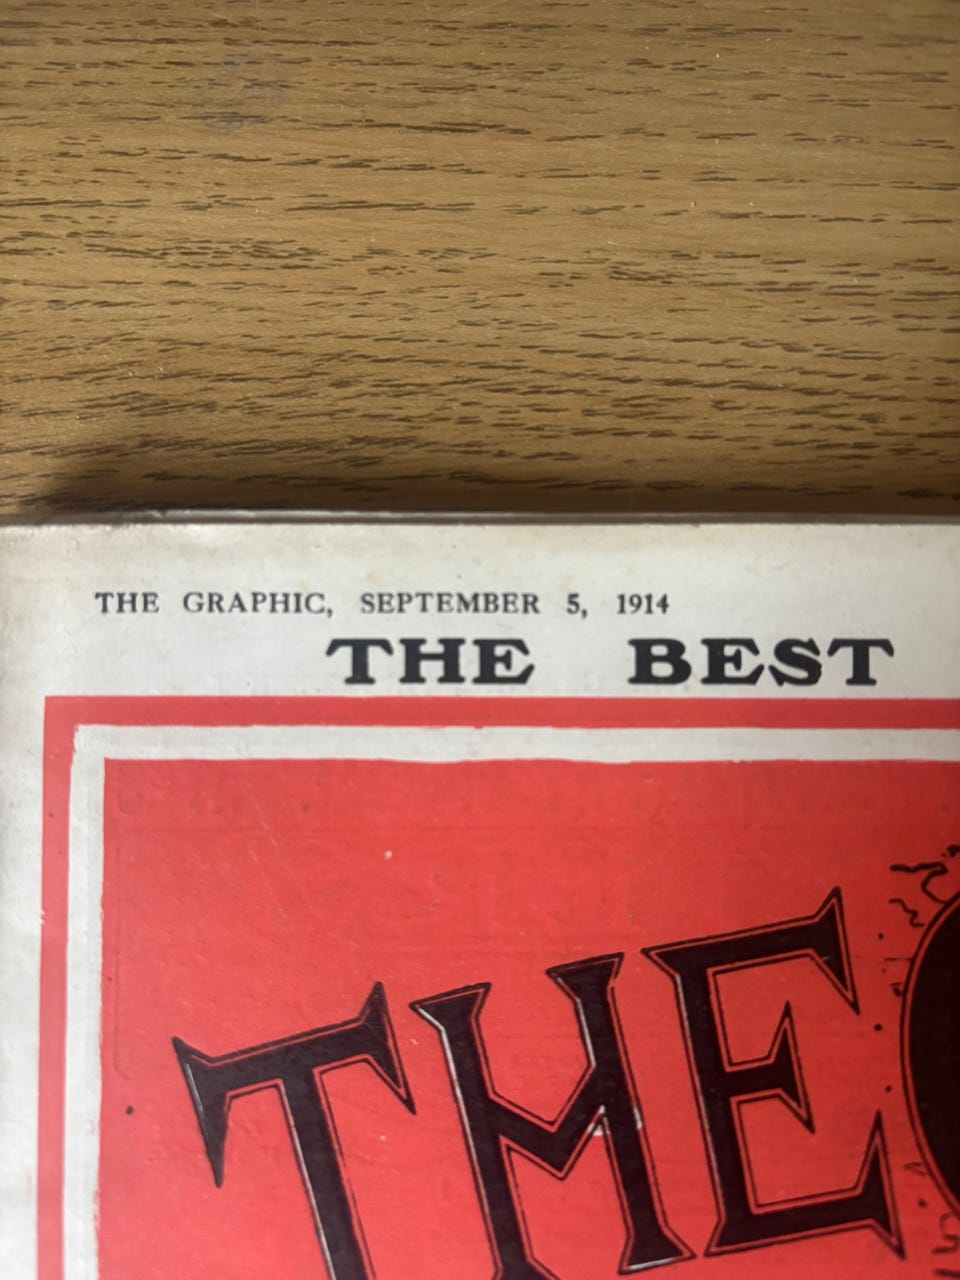 THE GRAPHIC, SEPTEMBER 5, 1914
THE BEST
THE